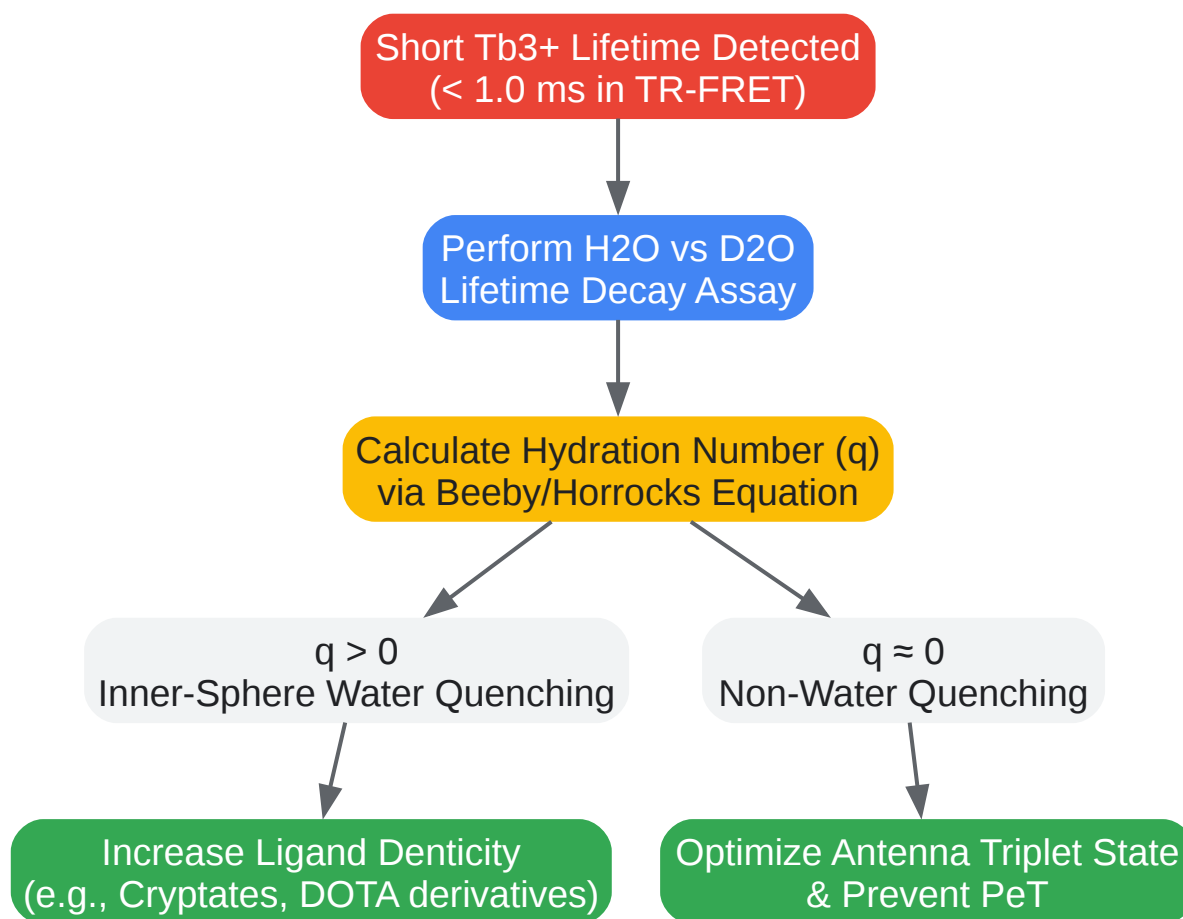 Short Tb3+ Lifetime Detected
(< 1.0 ms in TR-FRET)
Perform H2O vs D2O
Lifetime Decay Assay
Calculate Hydration Number (q)
via Beeby/Horrocks Equation
q > 0
Inner-Sphere Water Quenching
q ≈ 0
Non-Water Quenching
Increase Ligand Denticity
(e.g., Cryptates, DOTA derivatives)
Optimize Antenna Triplet State
& Prevent PeT